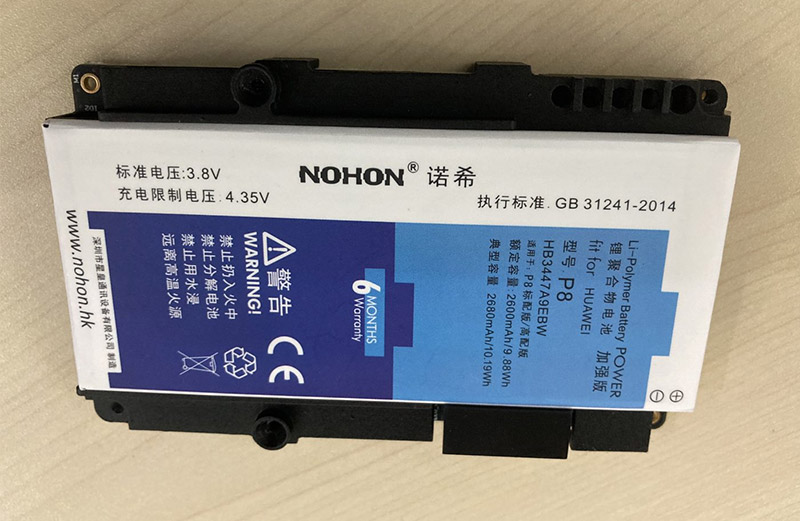 NOHON® 诺希
标准电压:3.8V
充电限制电压: 4.35V
执行标准. GB 31241-2014
Li-Polymer Battery POWER
锂聚合物电池 加强版
fit for HUAWEI
型号: P8
HB3447A9EBW
适用于: P8 标配版/高配版
额定容量: 2600mAh/9.88Wh
典型容量: 2680mAh/10.19Wh
6 MONTHS
Warranty
警告
WARNING!
禁止扔入火中
禁止分解电池
禁止用水浸
远离高温火源
深圳市星皇通讯设备有限公司 制造
www.nohon.hk